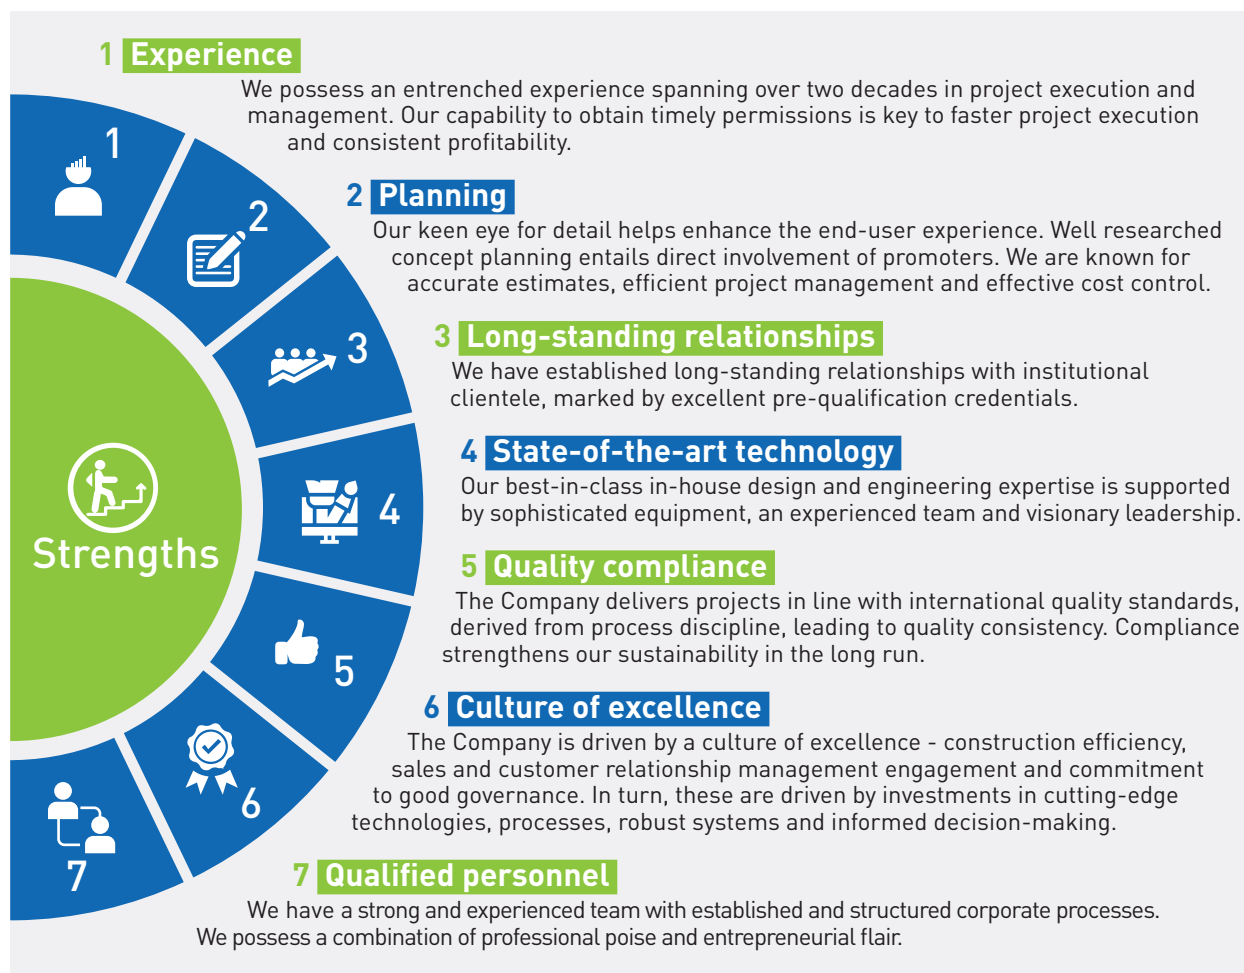 1 Experience
We possess an entrenched experience spanning over two decades in project execution and
management. Our capability to obtain timely permissions is key to faster project execution
and consistent profitability.
1
2 Planning
2
Our keen eye for detail helps enhance the end-user experience. Well researched
concept planning entails direct involvement of promoters. We are known for
accurate estimates, efficient project management and effective cost control.
3 Long-standing relationships
3
We have established long-standing relationships with institutional
clientele, marked by excellent pre-qualification credentials.
4 State-of-the-art technology
Our best-in-class in-house design and engineering expertise is supported
by sophisticated equipment, an experienced team and visionary leadership.
4
Strengths
5 Quality compliance
The Company delivers projects in line with international quality standards,
derived from process discipline, leading to quality consistency. Compliance
strengthens our sustainability in the long run.
5
6 Culture of excellence
The Company is driven by a culture of excellence - construction efficiency,
sales and customer relationship management engagement and commitment
to good governance. In turn, these are driven by investments in cutting-edge
technologies, processes, robust systems and informed decision-making.
6
7 Qualified personnel
7
We have a strong and experienced team with established and structured corporate processes.
We possess a combination of professional poise and entrepreneurial flair.